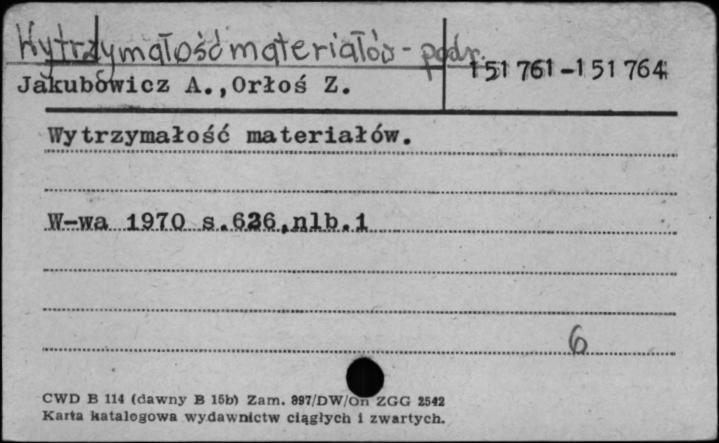 Wytrzymałość materiałów - podr.
151 761 - 151 764
Jakubowicz A., Orłoś Z.
Wytrzymałość materiałów.
W-wa 1970 s.626,nlb.1
6
CWD B 114 (dawny B 15b) Zam. 897/DW/On ZGG 2542
Karta katalogowa wydawnictw ciągłych i zwartych.